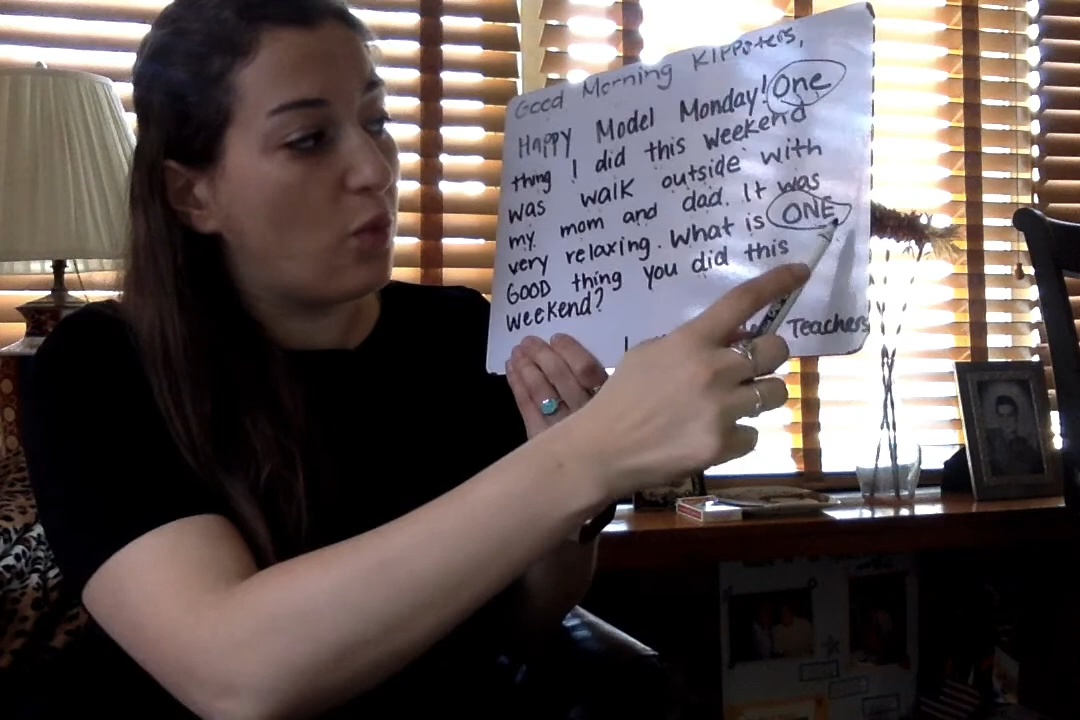 Good Morning KIPPsters,
Happy Model Monday! One
thing I did this weekend
was walk outside with
my mom and dad. It was
very relaxing. What is ONE
GOOD thing you did this
weekend?
Teachers